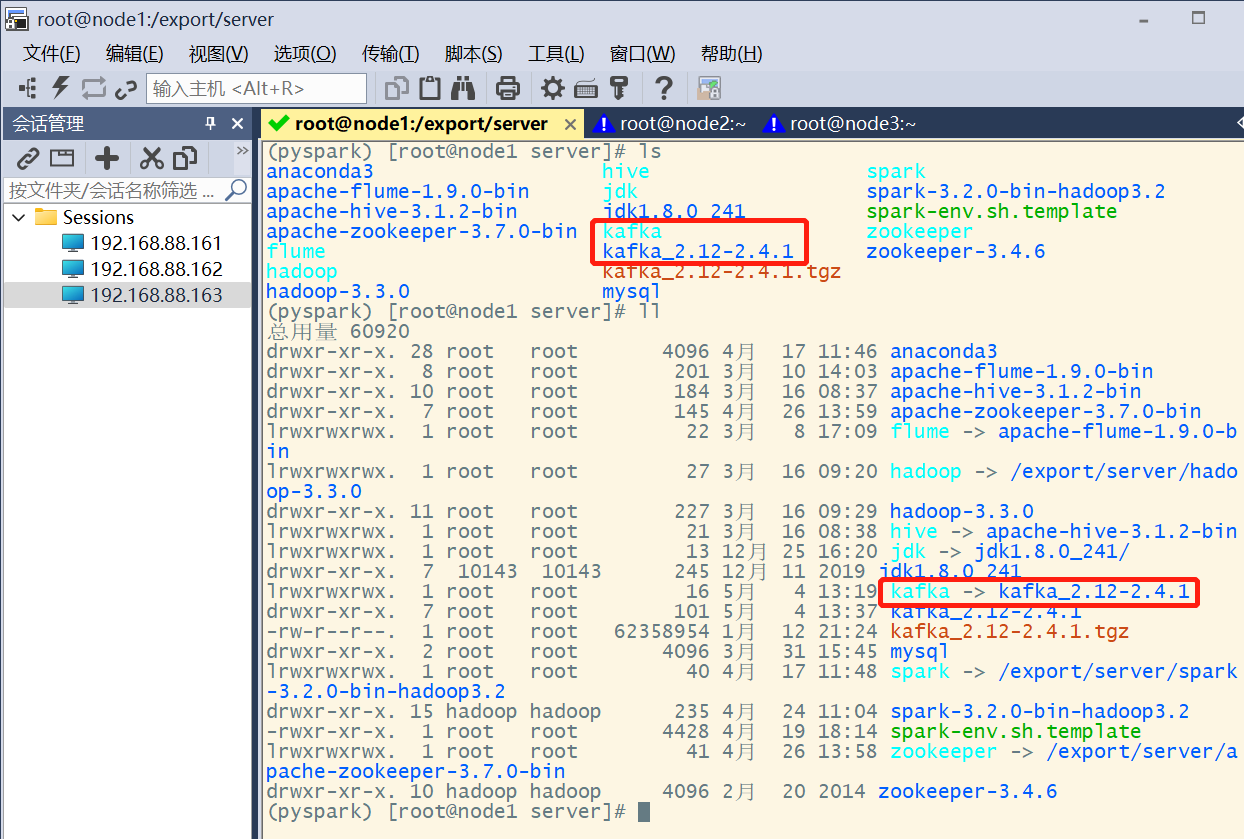 root@node1:/export/server
文件(F) 编辑(E) 视图(V) 选项(O) 传输(T) 脚本(S) 工具(L) 窗口(W) 帮助(H)
输入主机 <Alt+R>
会话管理
按文件夹/会话名称筛选 ...
Sessions
192.168.88.161
192.168.88.162
192.168.88.163
root@node1:/export/server root@node2:~ root@node3:~
(pyspark) [root@node1 server]# ls
anaconda3 hive spark
apache-flume-1.9.0-bin jdk spark-3.2.0-bin-hadoop3.2
apache-hive-3.1.2-bin jdk1.8.0_241 spark-env.sh.template
apache-zookeeper-3.7.0-bin kafka zookeeper
flume kafka_2.12-2.4.1 zookeeper-3.4.6
hadoop kafka_2.12-2.4.1.tgz
hadoop-3.3.0 mysql
(pyspark) [root@node1 server]# ll
总用量 60920
drwxr-xr-x. 28 root root 4096 4月 17 11:46 anaconda3
drwxr-xr-x. 8 root root 201 3月 10 14:03 apache-flume-1.9.0-bin
drwxr-xr-x. 10 root root 184 3月 16 08:37 apache-hive-3.1.2-bin
drwxr-xr-x. 7 root root 145 4月 26 13:59 apache-zookeeper-3.7.0-bin
lrwxrwxrwx. 1 root root 22 3月 8 17:09 flume -> apache-flume-1.9.0-b
in
lrwxrwxrwx. 1 root root 27 3月 16 09:20 hadoop -> /export/server/hado
op-3.3.0
drwxr-xr-x. 11 root root 227 3月 16 09:29 hadoop-3.3.0
lrwxrwxrwx. 1 root root 21 3月 16 08:38 hive -> apache-hive-3.1.2-bin
lrwxrwxrwx. 1 root root 13 12月 25 16:20 jdk -> jdk1.8.0_241/
drwxr-xr-x. 7 10143 10143 245 12月 11 2019 jdk1.8.0_241
lrwxrwxrwx. 1 root root 16 5月 4 13:19 kafka -> kafka_2.12-2.4.1
drwxr-xr-x. 7 root root 101 5月 4 13:37 kafka_2.12-2.4.1
-rw-r--r--. 1 root root 62358954 1月 12 21:24 kafka_2.12-2.4.1.tgz
drwxr-xr-x. 2 root root 4096 3月 31 15:45 mysql
lrwxrwxrwx. 1 root root 40 4月 17 11:48 spark -> /export/server/spark
-3.2.0-bin-hadoop3.2
drwxr-xr-x. 15 hadoop hadoop 235 4月 24 11:04 spark-3.2.0-bin-hadoop3.2
-rwxr-xr-x. 1 root root 4428 4月 19 18:14 spark-env.sh.template
lrwxrwxrwx. 1 root root 41 4月 26 13:58 zookeeper -> /export/server/a
pache-zookeeper-3.7.0-bin
drwxr-xr-x. 10 hadoop hadoop 4096 2月 20 2014 zookeeper-3.4.6
(pyspark) [root@node1 server]#